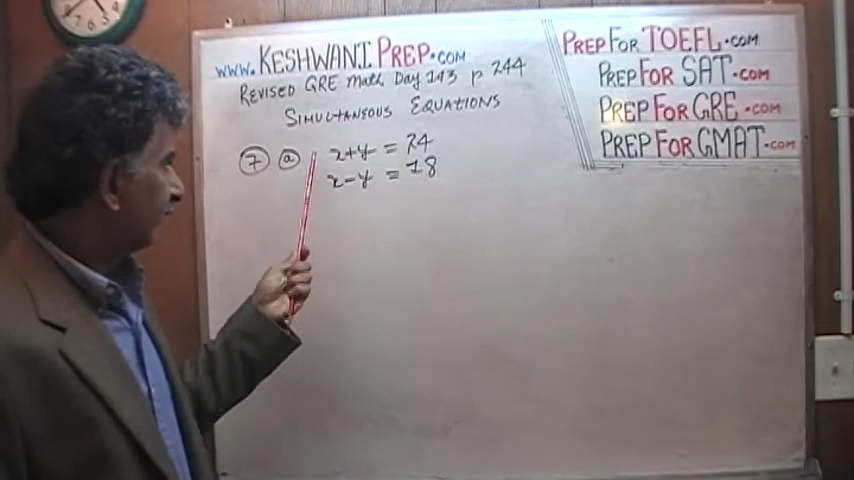 www.KESHWANI PREP.COM
REVISED GRE Math, Day 143 p 244
SIMULTANEOUS EQUATIONS
7 a x+y = 24
x-y = 18
PREP FOR TOEFL.COM
PREP FOR SAT.COM
PREP FOR GRE.COM
PREP FOR GMAT.COM